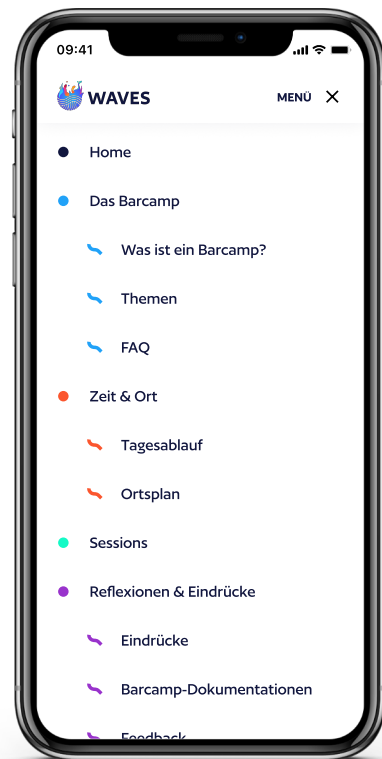 09:41
WAVES
MENÜ
Home
Das Barcamp
Was ist ein Barcamp?
Themen
FAQ
Zeit & Ort
Tagesablauf
Ortsplan
Sessions
Reflexionen & Eindrücke
Eindrücke
Barcamp-Dokumentationen
Feedback